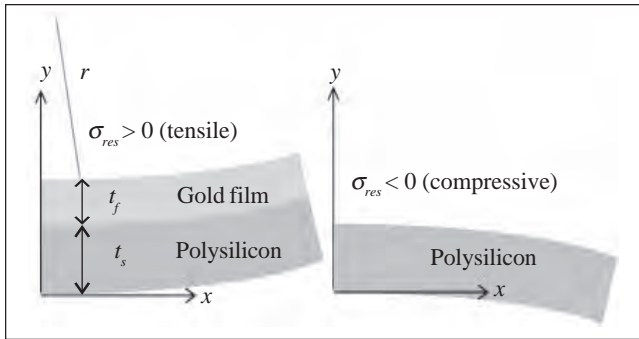 y
r
σres > 0 (tensile)
tf
Gold film
ts
Polysilicon
x
y
σres < 0 (compressive)
Polysilicon
x